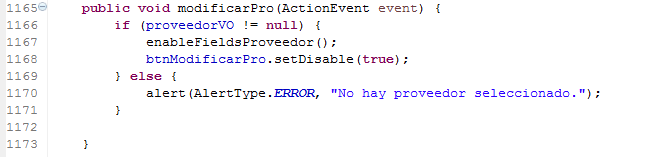 1165 public void modificarPro(ActionEvent event) {
1166 if (proveedorVO != null) {
1167 enableFieldsProveedor();
1168 btnModificarPro.setDisable(true);
1169 } else {
1170 alert(AlertType.ERROR, "No hay proveedor seleccionado.");
1171 }
1172
1173 }